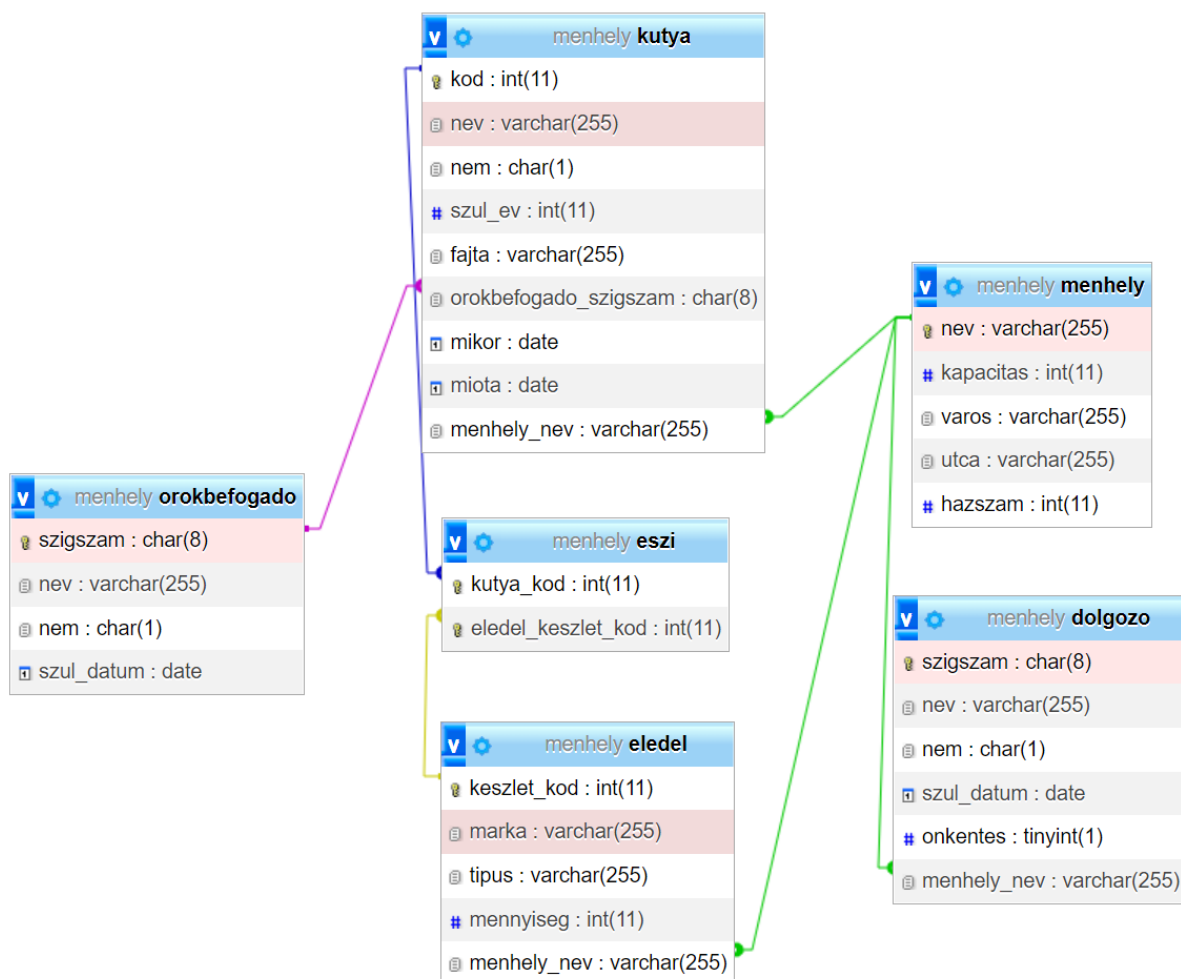 menhely kutya
kod : int(11)
nev : varchar(255)
nem : char(1)
szul_ev : int(11)
fajta : varchar(255)
orokbefogado_szigszam : char(8)
mikor : date
miota : date
menhely_nev : varchar(255)
menhely menhely
nev : varchar(255)
kapacitas : int(11)
varos : varchar(255)
utca : varchar(255)
hazszam : int(11)
menhely orokbefogado
szigszam : char(8)
nev : varchar(255)
nem : char(1)
szul_datum : date
menhely eszi
kutya_kod : int(11)
eledel_keszlet_kod : int(11)
menhely dolgozo
szigszam : char(8)
nev : varchar(255)
nem : char(1)
szul_datum : date
onkentes : tinyint(1)
menhely_nev : varchar(255)
menhely eledel
keszlet_kod : int(11)
marka : varchar(255)
tipus : varchar(255)
mennyiseg : int(11)
menhely_nev : varchar(255)